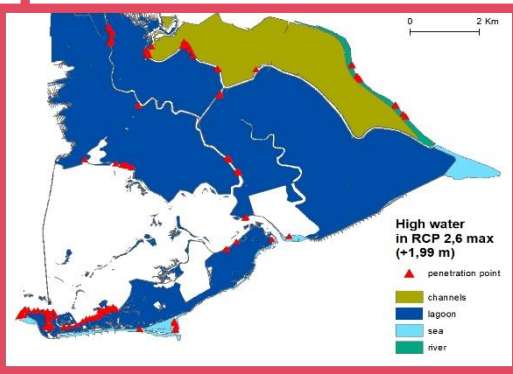 0 2 Km
High water
in RCP 2,6 max
(+1,99 m)
penetration point
channels
lagoon
sea
river